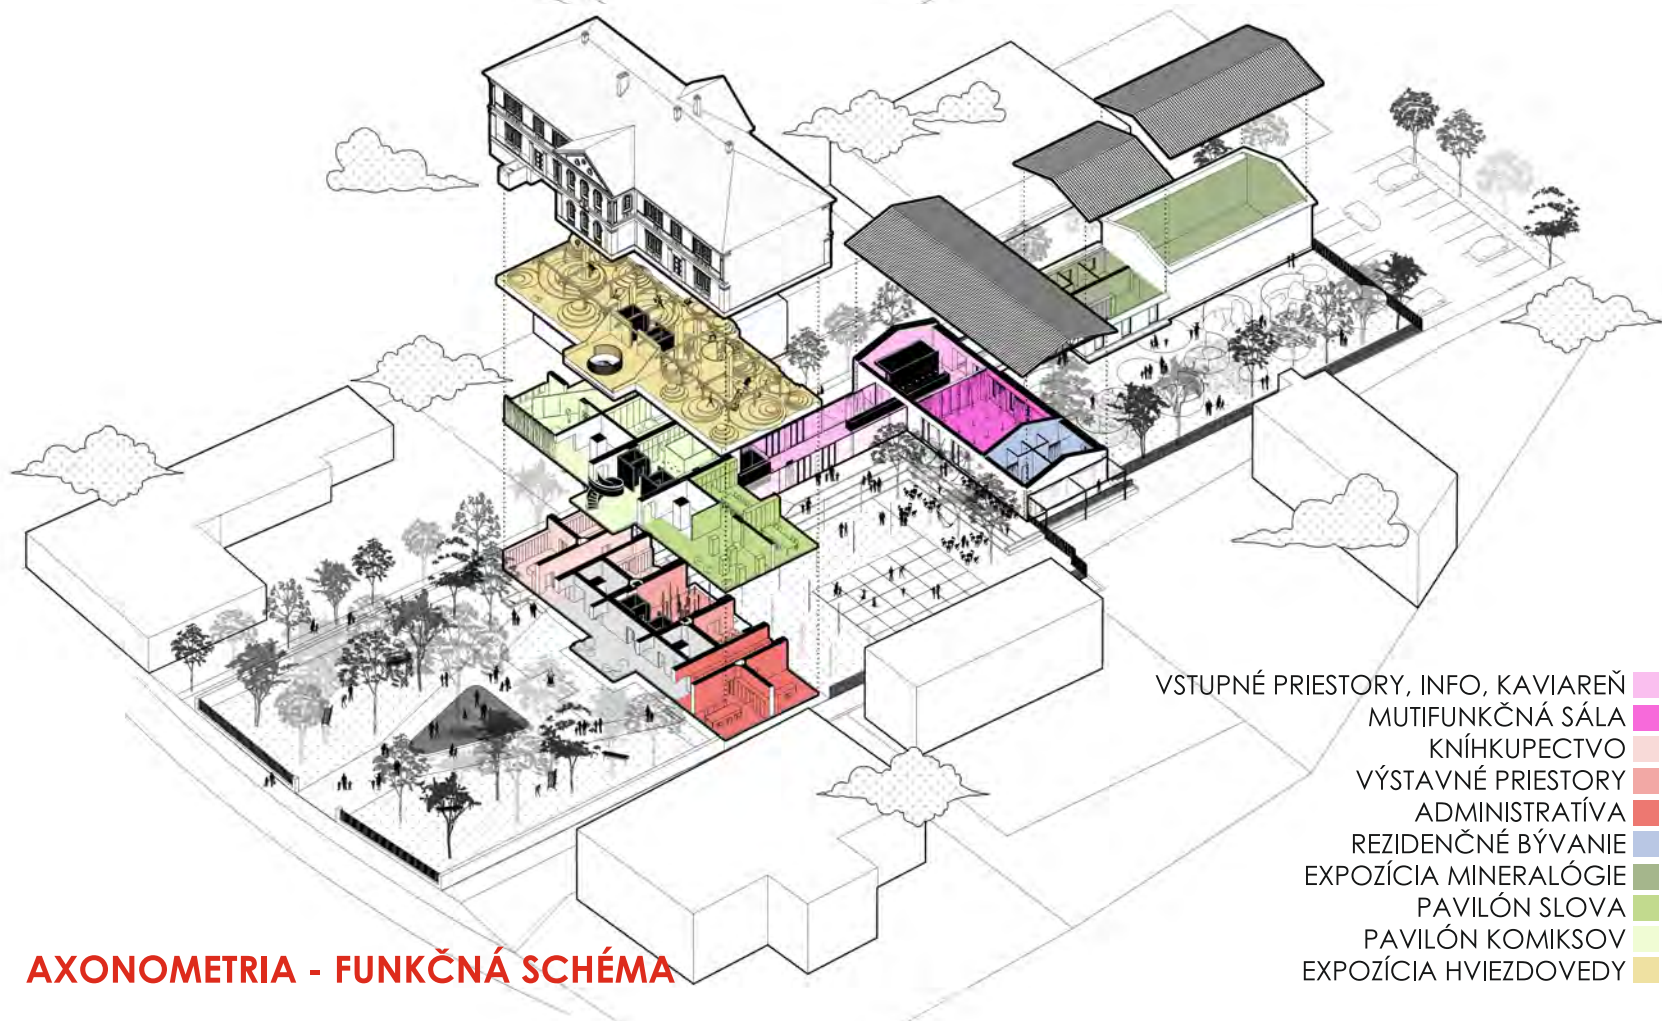 VSTUPNÉ PRIESTORY, INFO, KAVIAREŇ
MUTIFUNKČNÁ SÁLA
KNÍHKUPECTVO
VÝSTAVNÉ PRIESTORY
ADMINISTRATÍVA
REZIDENČNÉ BÝVANIE
EXPOZÍCIA MINERALÓGIE
PAVILÓN SLOVA
PAVILÓN KOMIKSOV
EXPOZÍCIA HVIEZDOVEDY
AXONOMETRIA - FUNKČNÁ SCHÉMA